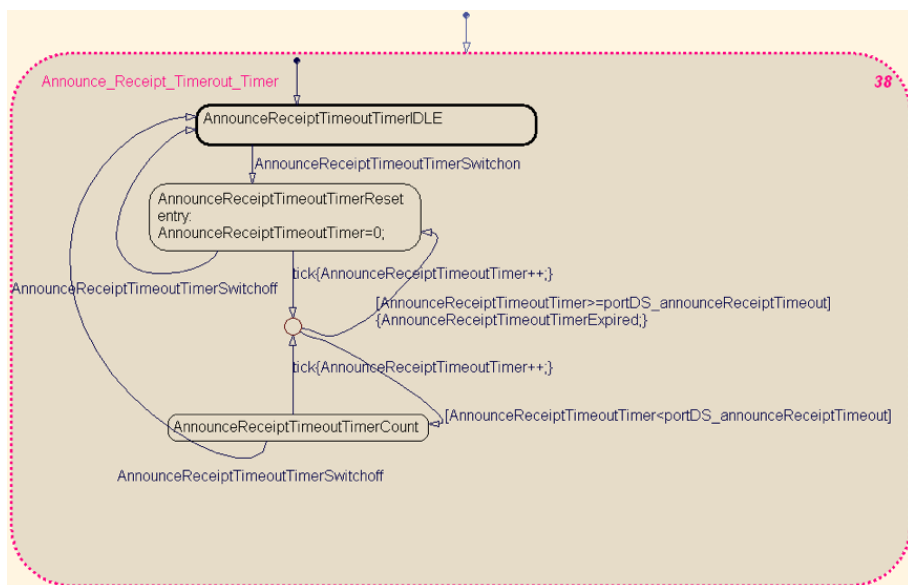 Announce_Receipt_Timerout_Timer
38
AnnounceReceiptTimeoutTimerIDLE
AnnounceReceiptTimeoutTimerSwitchon
AnnounceReceiptTimeoutTimerReset
entry:
AnnounceReceiptTimeoutTimer=0;
tick{AnnounceReceiptTimeoutTimer++;}
AnnounceReceiptTimeoutTimerSwitchoff
[AnnounceReceiptTimeoutTimer>=portDS_announceReceiptTimeout]
{AnnounceReceiptTimeoutTimerExpired;}
tick{AnnounceReceiptTimeoutTimer++;}
[AnnounceReceiptTimeoutTimer<portDS_announceReceiptTimeout]
AnnounceReceiptTimeoutTimerCount
AnnounceReceiptTimeoutTimerSwitchoff